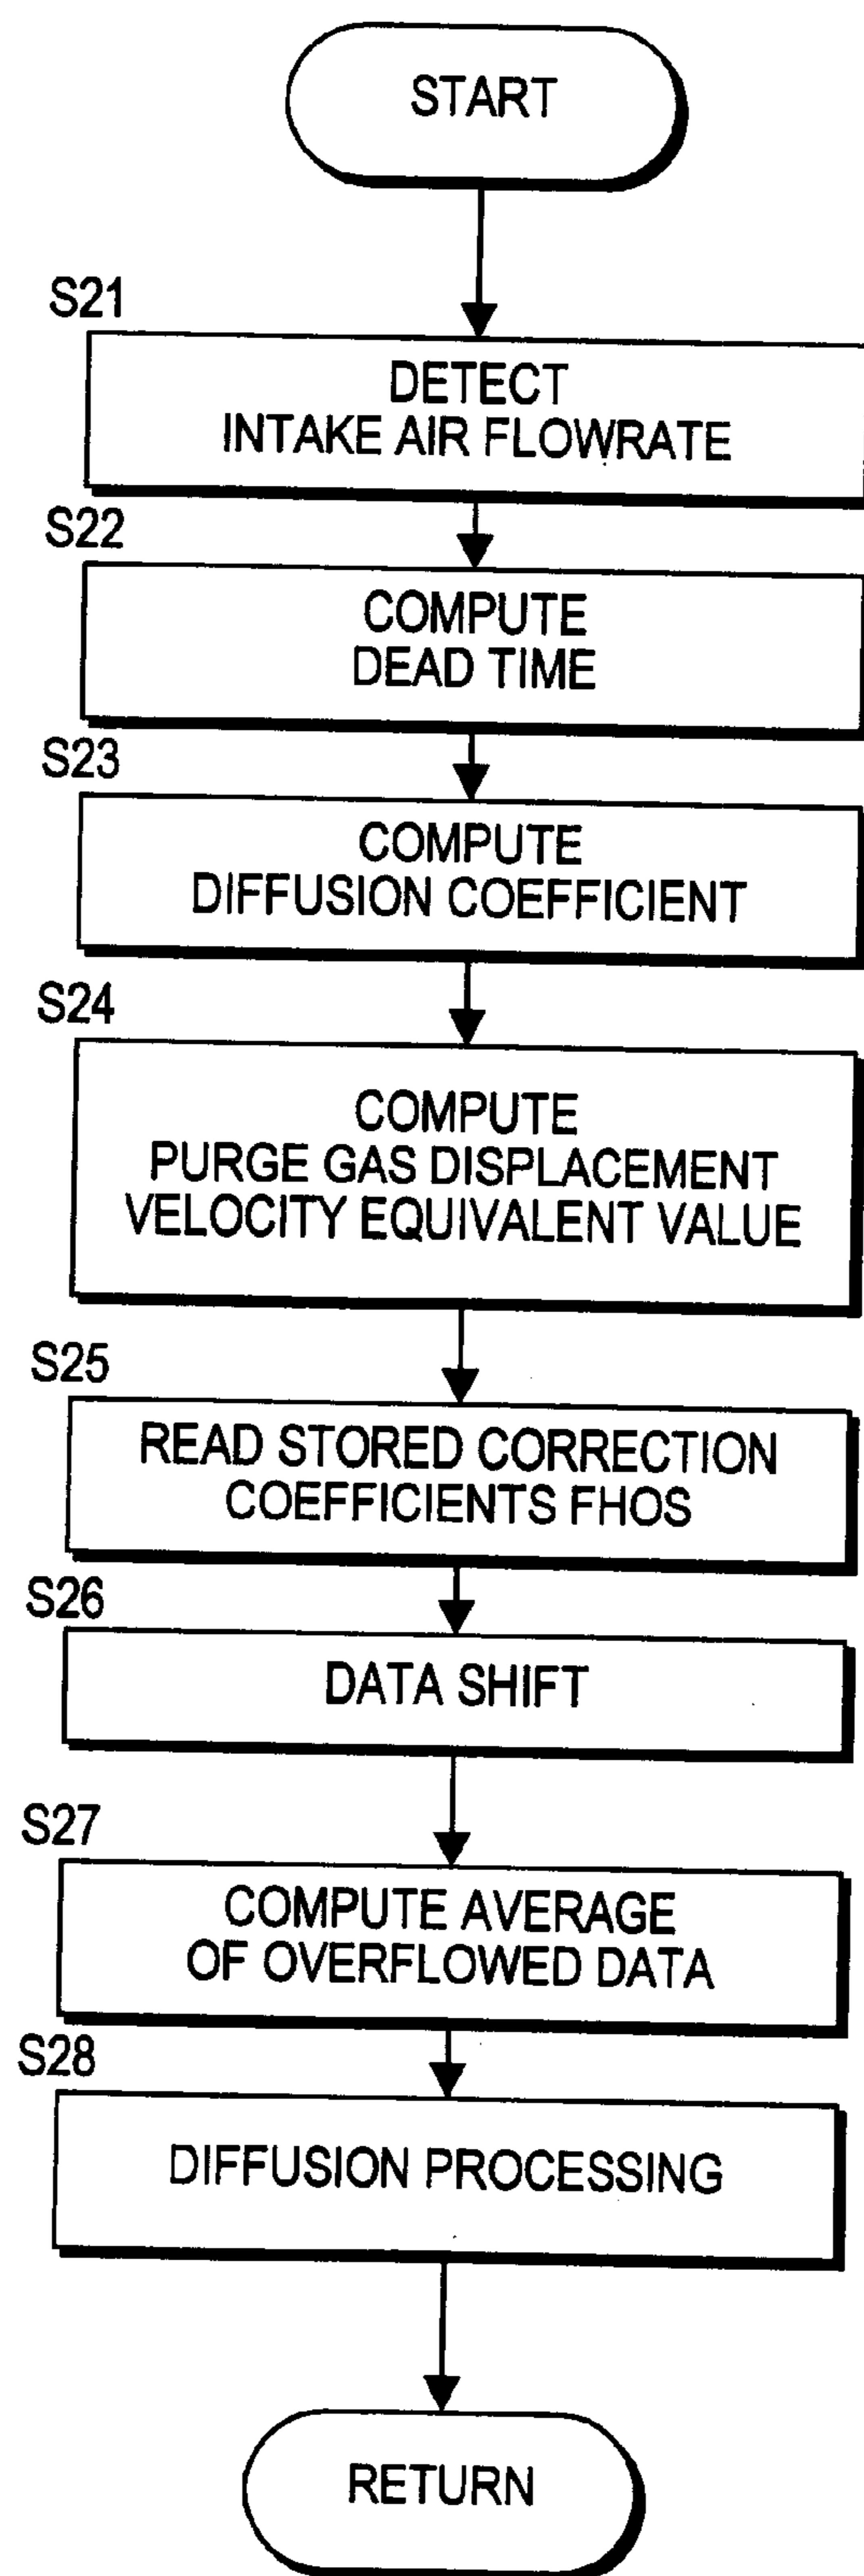 START
S21
DETECT
INTAKE AIR FLOWRATE
S22
COMPUTE
DEAD TIME
S23
COMPUTE
DIFFUSION COEFFICIENT
S24
COMPUTE
PURGE GAS DISPLACEMENT
VELOCITY EQUIVALENT VALUE
S25
READ STORED CORRECTION
COEFFICIENTS FHOS
S26
DATA SHIFT
S27
COMPUTE AVERAGE
OF OVERFLOWED DATA
S28
DIFFUSION PROCESSING
RETURN